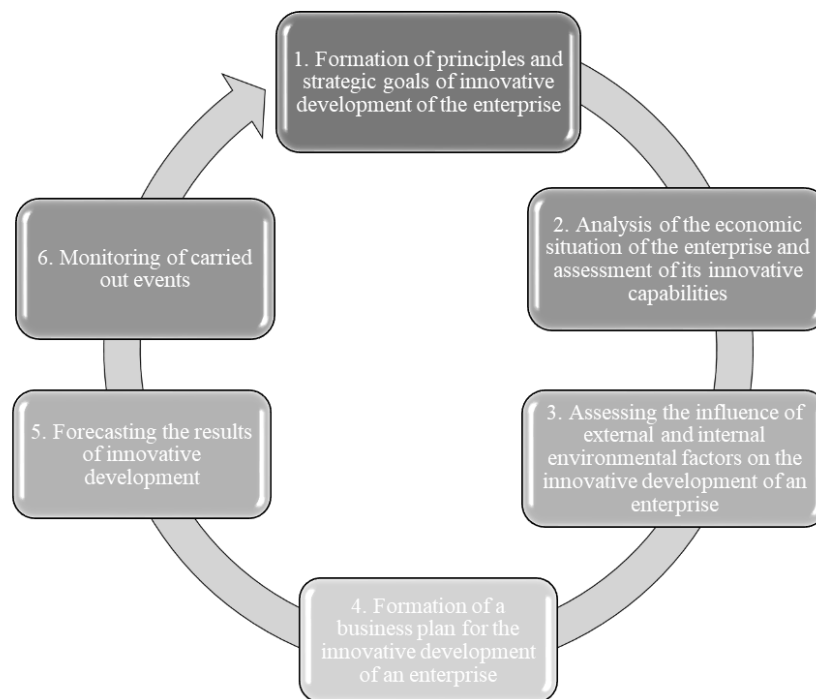 1. Formation of principles and
strategic goals of innovative
development of the enterprise
2. Analysis of the economic
situation of the enterprise and
assessment of its innovative
capabilities
3. Assessing the influence of
external and internal
environmental factors on the
innovative development of an
enterprise
4. Formation of a
business plan for the
innovative development
of an enterprise
5. Forecasting the results
of innovative
development
6. Monitoring of carried
out events